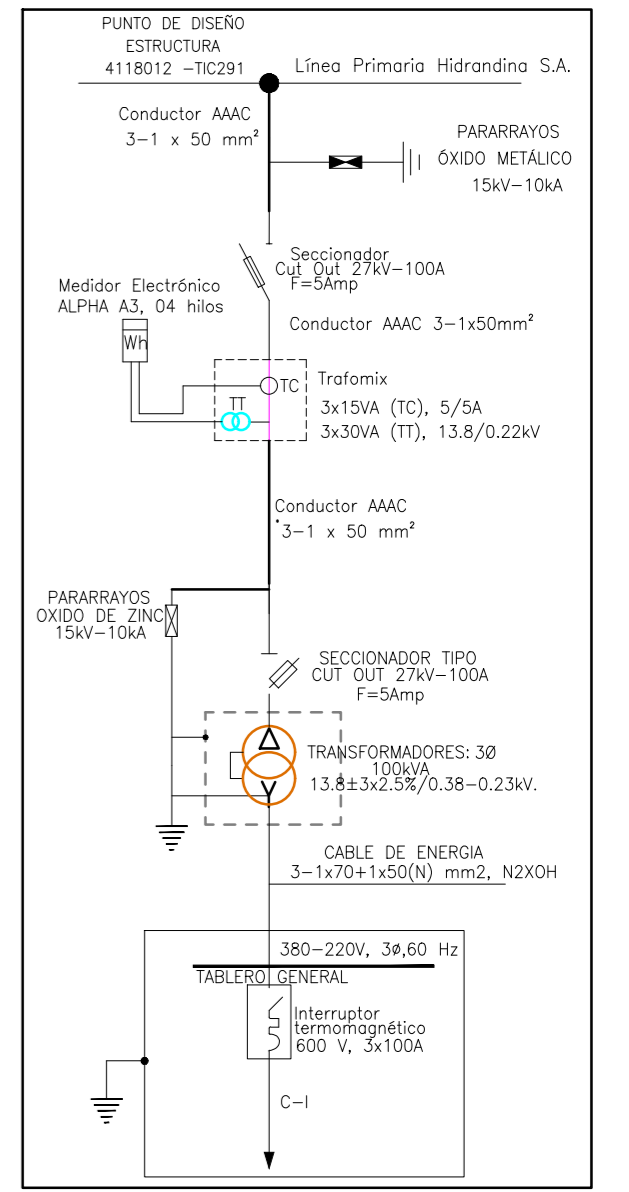 PUNTO DE DISEÑO
ESTRUCTURA
4118012 -TIC291
Línea Primaria Hidrandina S.A.
Conductor AAAC
3-1 x 50 mm²
PARARRAYOS
ÓXIDO METÁLICO
15kV-10kA
Seccionador
Cut Out 27kV-100A
F=5Amp
Medidor Electrónico
ALPHA A3, 04 hilos
Wh
Conductor AAAC 3-1x50mm²
TC
Trafomix
TT
3x15VA (TC), 5/5A
3x30VA (TT), 13.8/0.22kV
Conductor AAAC
3-1 x 50 mm²
PARARRAYOS
OXIDO DE ZINC
15kV-10kA
SECCIONADOR TIPO
CUT OUT 27kV-100A
F=5Amp
TRANSFORMADORES: 3Ø
100kVA
13.8±3x2.5%/0.38-0.23kV.
CABLE DE ENERGIA
3-1x70+1x50(N) mm2, N2XOH
380-220V, 3ø,60 Hz
TABLERO GENERAL
Interruptor
termomagnético
600 V, 3x100A
C-I